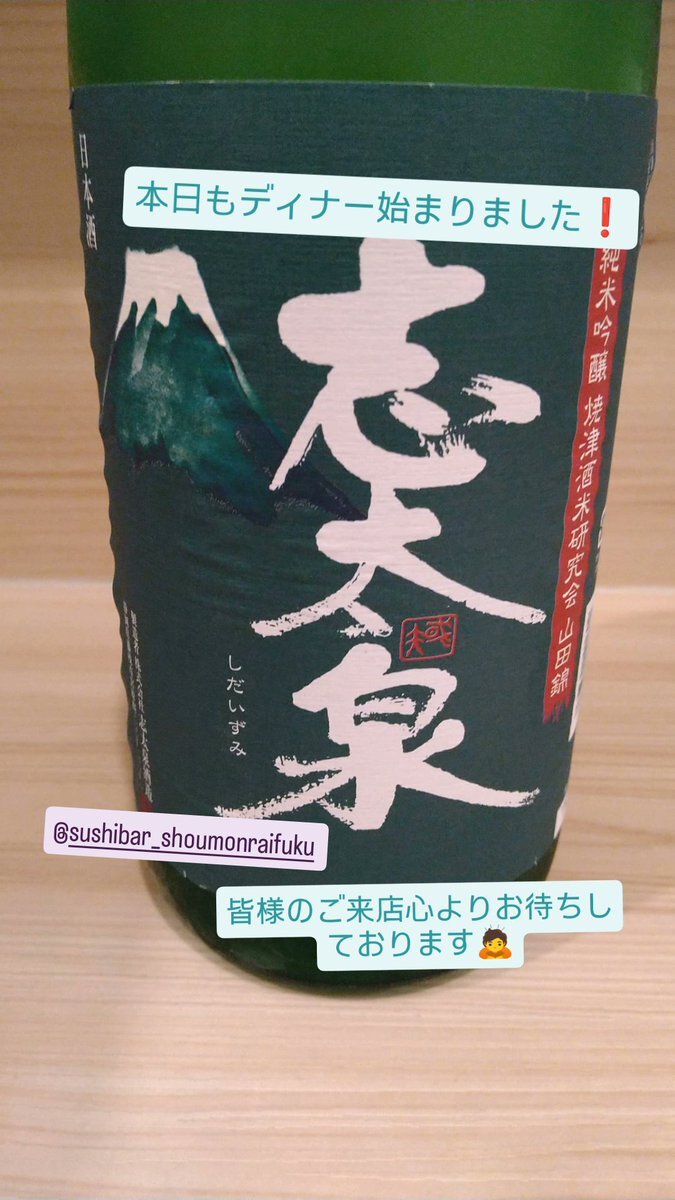 本日もディナー始まりました❗
日本酒
志太泉
しだいずみ
純米吟醸 焼津酒米研究会 山田錦
@sushibar_shoumonraifuku
皆様のご来店心よりお待ちし
ております🙇